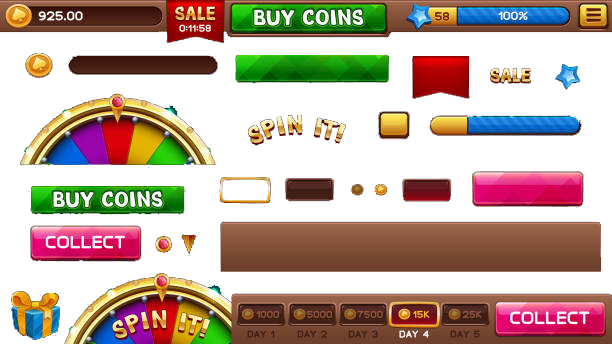 925.00
SALE
0:11:58
BUY COINS
58
100%
SALE
SPIN IT!
BUY COINS
COLLECT
SPIN IT!
1000
5000
7500
15K
25K
DAY 1
DAY 2
DAY 3
DAY 4
DAY 5
COLLECT